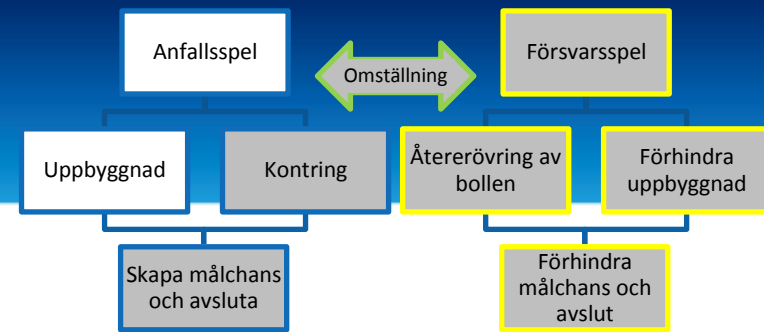 Anfallsspel
Omställning
Försvarsspel
Uppbyggnad
Kontring
Återerövring av
bollen
Förhindra
uppbyggnad
Skapa målchans
och avsluta
Förhindra
målchans och
avslut